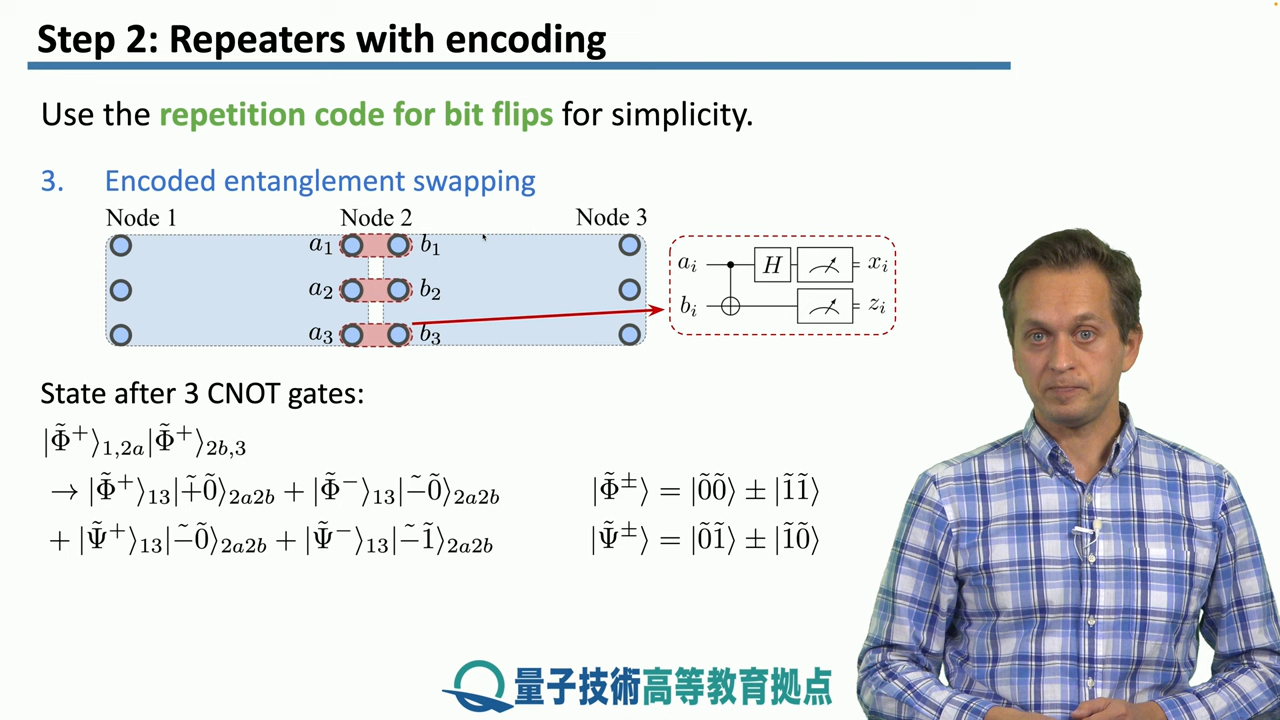 Step 2: Repeaters with encoding
Use the repetition code for bit flips for simplicity.
3. Encoded entanglement swapping
Node 1 Node 2 Node 3
a₁ b₁
a₂ b₂
a₃ b₃
aᵢ H xᵢ
bᵢ zᵢ
State after 3 CNOT gates:
|Φ̃⁺⟩₁,₂ₐ|Φ̃⁺⟩₂b,₃
→ |Φ̃⁺⟩₁₃|+̃0̃⟩₂ₐ₂b + |Φ̃⁻⟩₁₃|−̃0̃⟩₂ₐ₂b
+ |Ψ̃⁺⟩₁₃|−̃0̃⟩₂ₐ₂b + |Ψ̃⁻⟩₁₃|−̃1̃⟩₂ₐ₂b
|Φ̃±⟩ = |0̃0̃⟩ ± |1̃1̃⟩
|Ψ̃±⟩ = |0̃1̃⟩ ± |1̃0̃⟩
量子技術高等教育拠点